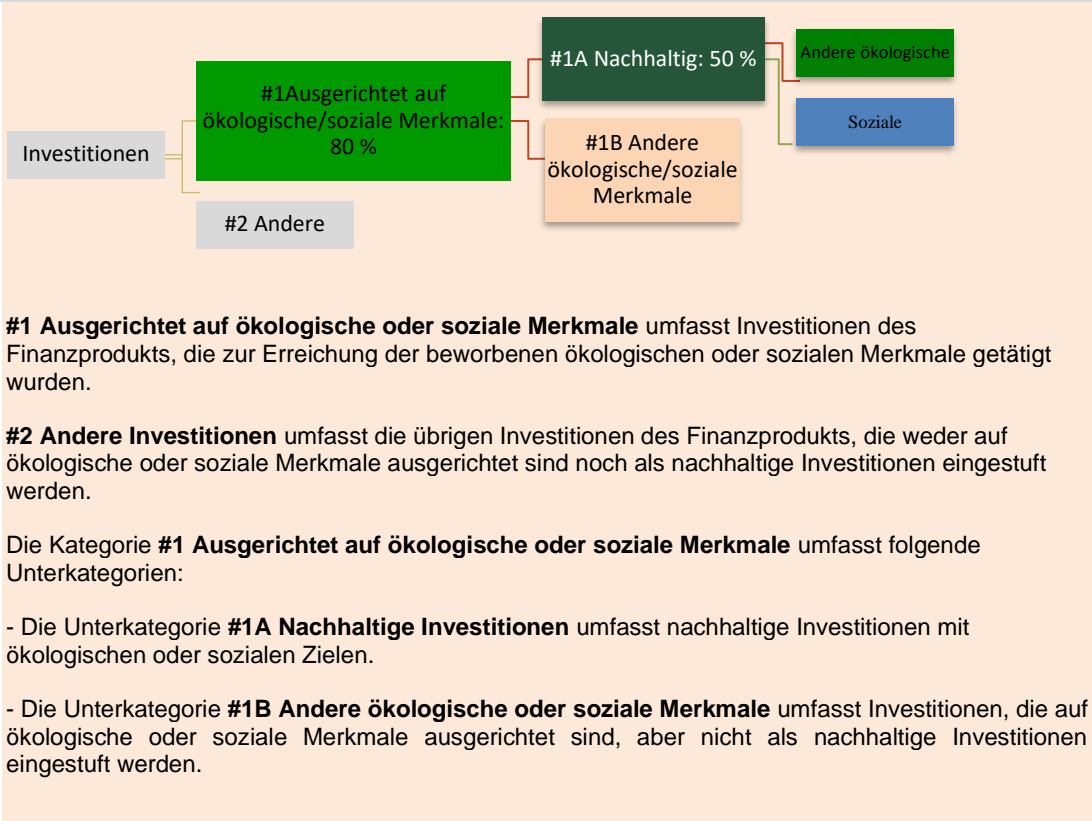 #1A Nachhaltig: 50 %
Andere ökologische
#1Ausgerichtet auf
ökologische/soziale Merkmale:
80 %
Soziale
Investitionen
#1B Andere
ökologische/soziale
Merkmale
#2 Andere
#1 Ausgerichtet auf ökologische oder soziale Merkmale umfasst Investitionen des
Finanzprodukts, die zur Erreichung der beworbenen ökologischen oder sozialen Merkmale getätigt
wurden.
#2 Andere Investitionen umfasst die übrigen Investitionen des Finanzprodukts, die weder auf
ökologische oder soziale Merkmale ausgerichtet sind noch als nachhaltige Investitionen eingestuft
werden.
Die Kategorie #1 Ausgerichtet auf ökologische oder soziale Merkmale umfasst folgende
Unterkategorien:
- Die Unterkategorie #1A Nachhaltige Investitionen umfasst nachhaltige Investitionen mit
ökologischen oder sozialen Zielen.
- Die Unterkategorie #1B Andere ökologische oder soziale Merkmale umfasst Investitionen, die auf
ökologische oder soziale Merkmale ausgerichtet sind, aber nicht als nachhaltige Investitionen
eingestuft werden.